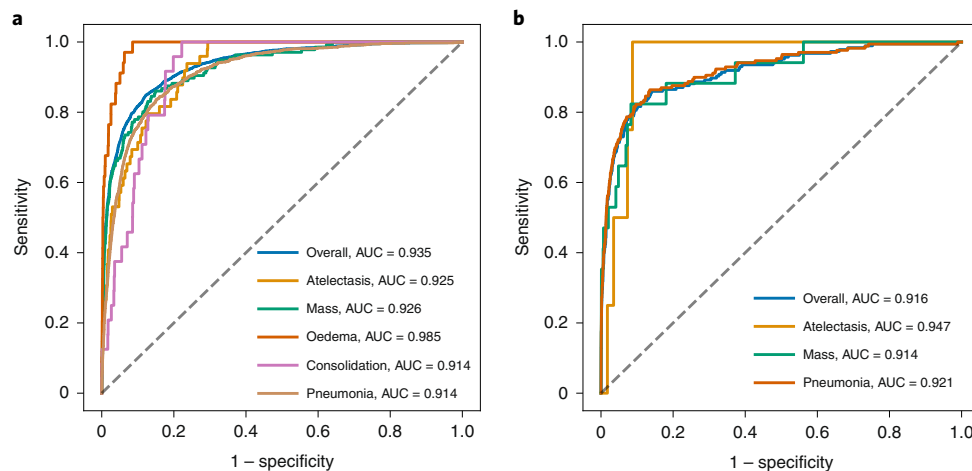 a
1.0
0.8
0.6
0.4
0.2
0
Sensitivity
Overall, AUC = 0.935
Atelectasis, AUC = 0.925
Mass, AUC = 0.926
Oedema, AUC = 0.985
Consolidation, AUC = 0.914
Pneumonia, AUC = 0.914
0 0.2 0.4 0.6 0.8 1.0
1 – specificity
b
1.0
0.8
0.6
0.4
0.2
0
Sensitivity
Overall, AUC = 0.916
Atelectasis, AUC = 0.947
Mass, AUC = 0.914
Pneumonia, AUC = 0.921
0 0.2 0.4 0.6 0.8 1.0
1 – specificity